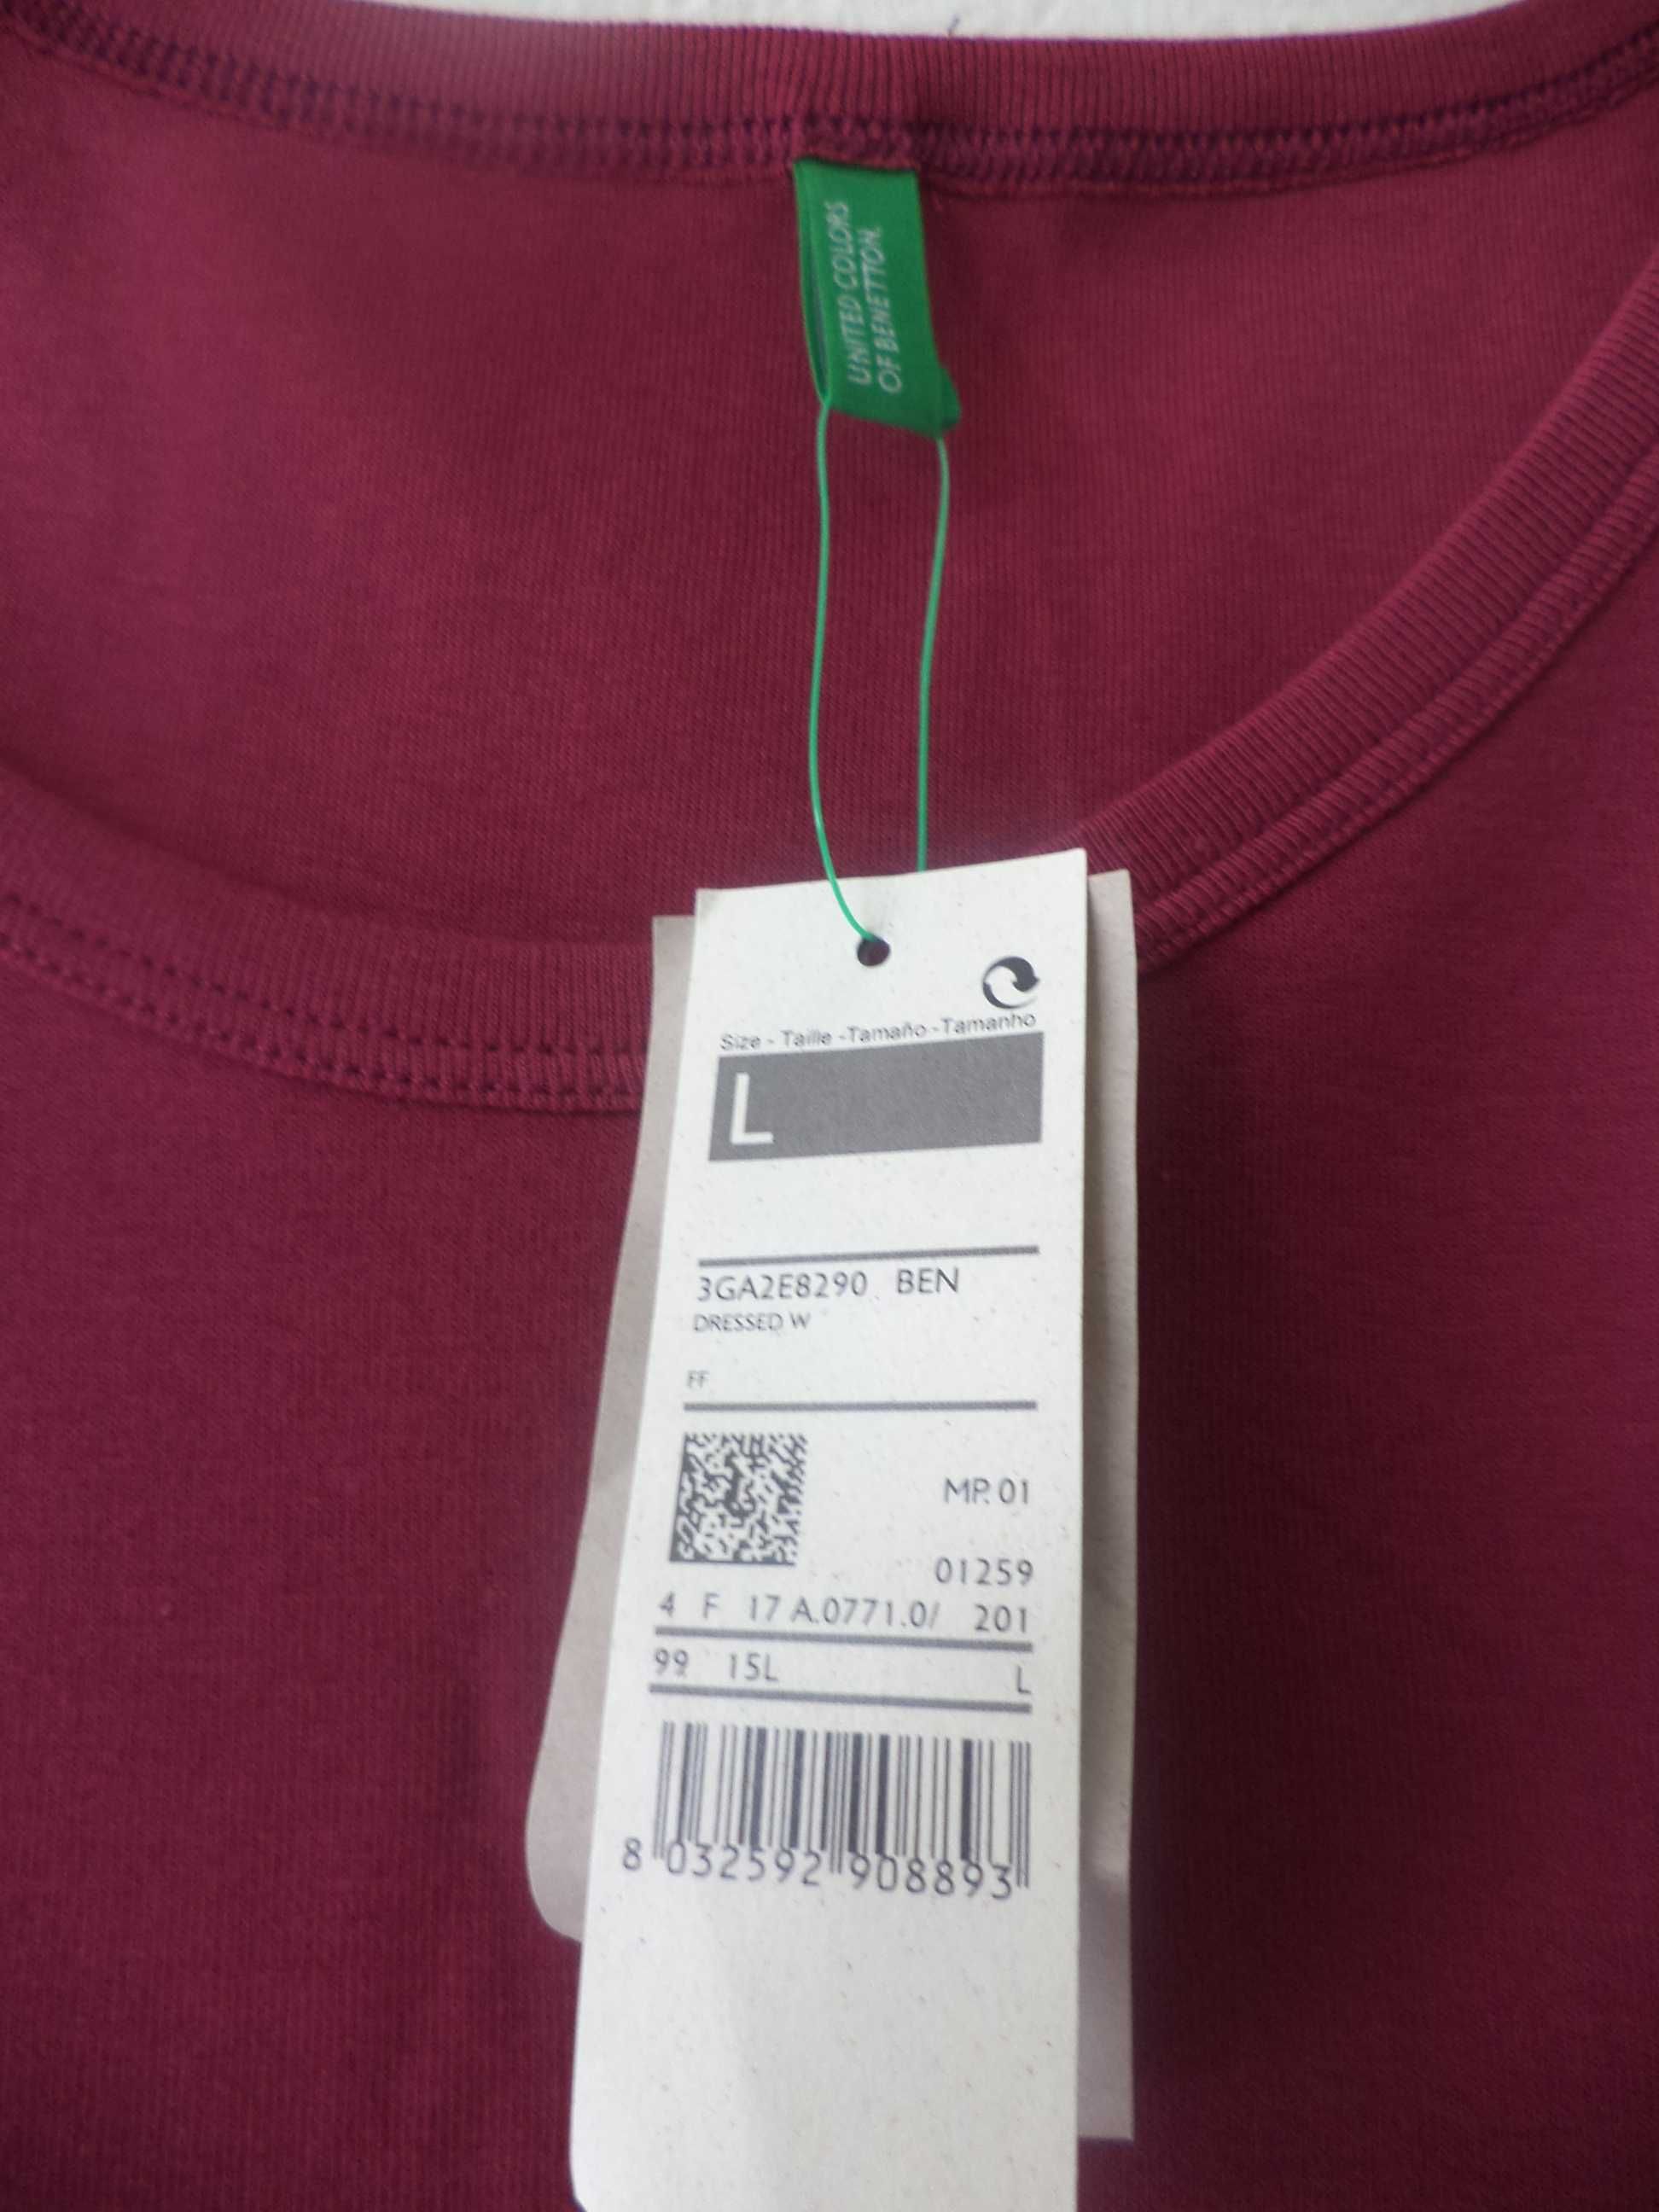 UNITED COLORS
OF BENETTON.
Size - Taille -Tamaño -Tamanho
L
3GA2E8290 BEN
DRESSED W
FF
MP. 01
01259
4 F 17 A.0771.0/ 201
99 15L L
8 032592 908893